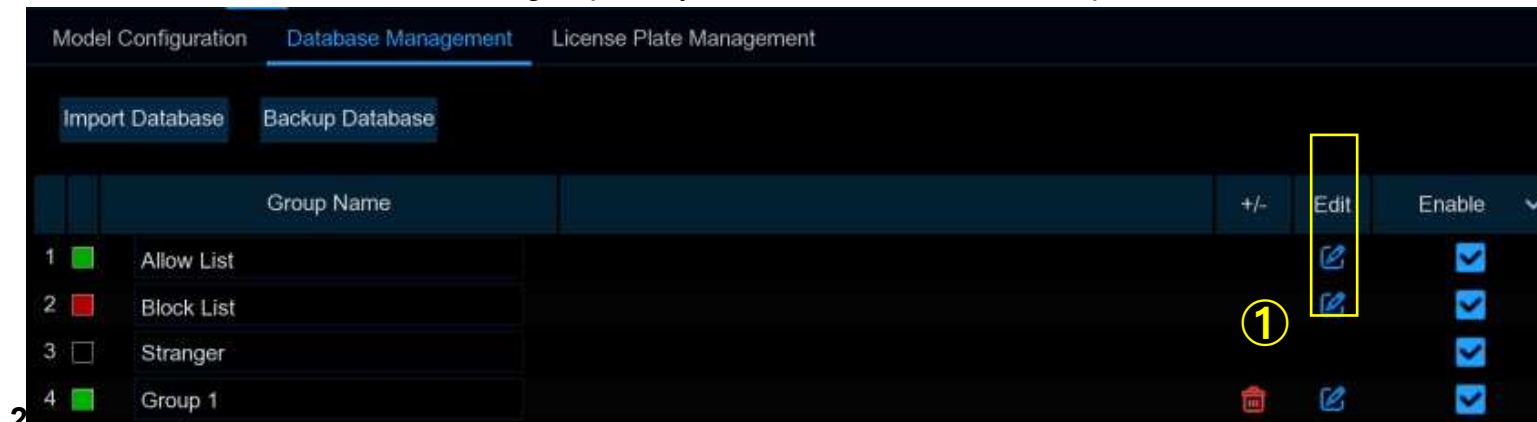 Model Configuration Database Management License Plate Management
Import Database Backup Database
Group Name +/- Edit Enable
1 Allow List
2 Block List
①
3 Stranger
4 Group 1
2